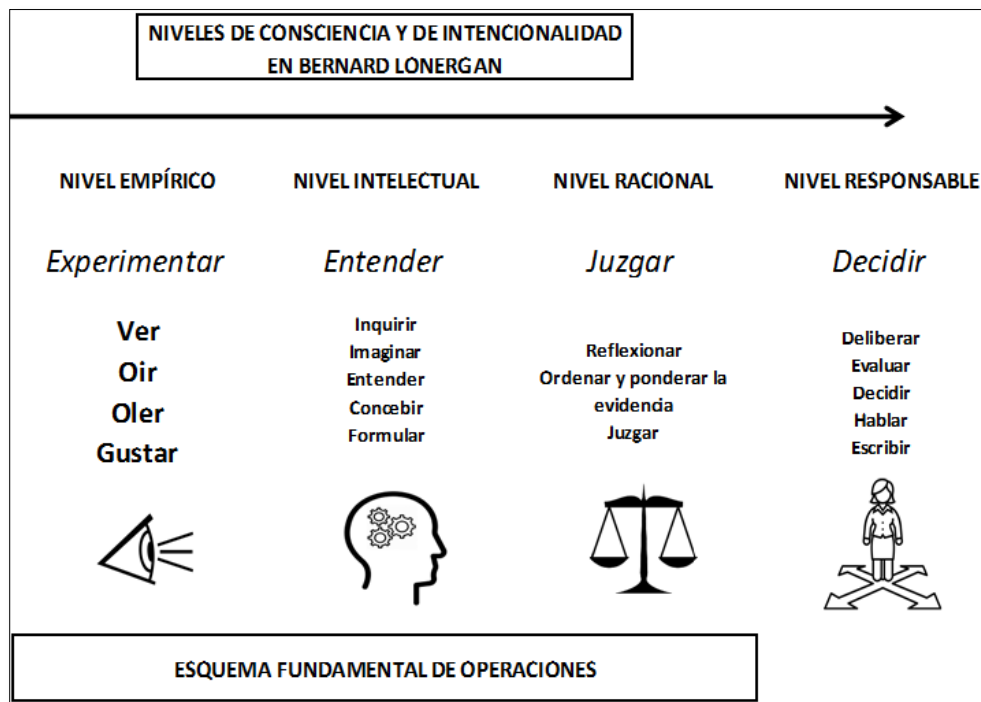 NIVELES DE CONSCIENCIA Y DE INTENCIONALIDAD
EN BERNARD LONERGAN
NIVEL EMPÍRICO
NIVEL INTELECTUAL
NIVEL RACIONAL
NIVEL RESPONSABLE
Experimentar
Entender
Juzgar
Decidir
Ver
Oir
Oler
Gustar
Inquirir
Imaginar
Entender
Concebir
Formular
Reflexionar
Ordenar y ponderar la
evidencia
Juzgar
Deliberar
Evaluar
Decidir
Hablar
Escribir
ESQUEMA FUNDAMENTAL DE OPERACIONES